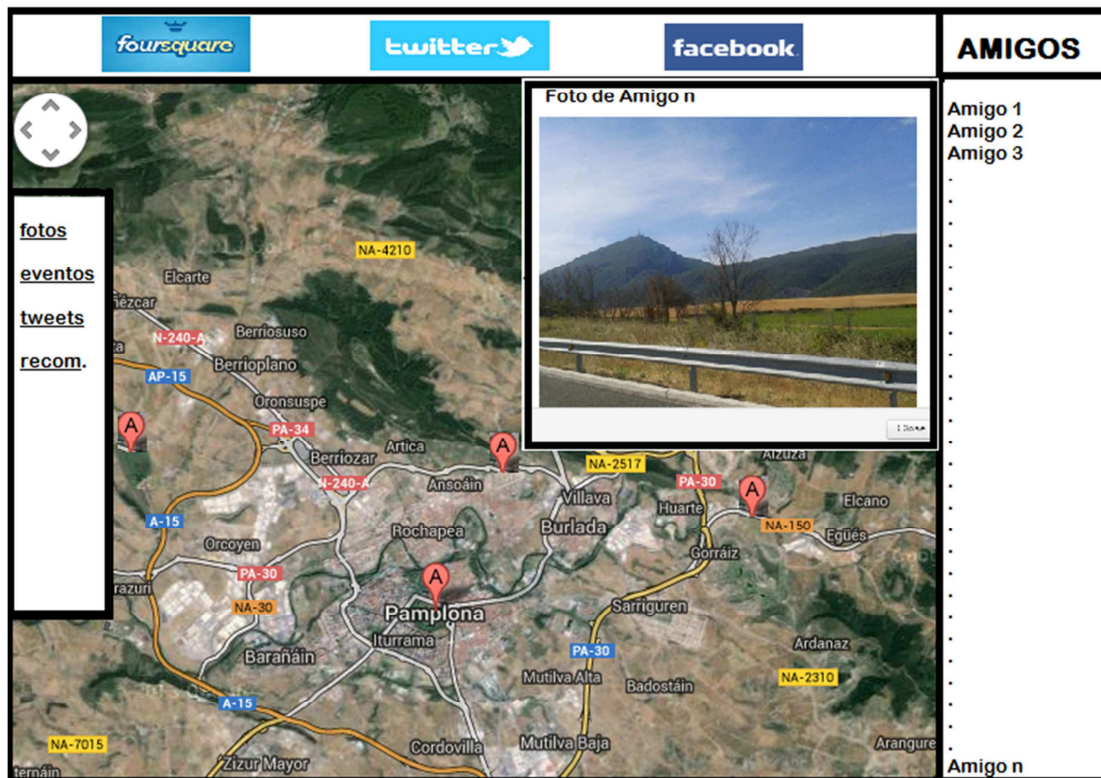 foursquare
twitter
facebook
AMIGOS
Foto de Amigo n
Amigo 1
Amigo 2
Amigo 3
Amigo n
fotos
eventos
tweets
recom.
NA-4210
Elcarte
Berriosuso
N-240-A
Berrioplano
AP-15
Oronsuspe
PA-34
A
A
Artica
Berriozar
Ansoáin
N-240-A
NA-2517
Villava
PA-30
Alzuza
A
Huarte
Elcano
NA-150
Egüés
A-15
Rochapea
Burlada
Orcoyen
Gorráiz
PA-30
A
NA-30
Pamplona
Sarriguren
Iturrama
Barañáin
PA-30
Ardanaz
Mutilva Alta
Badostáin
NA-2310
A-15
NA-7015
Cordovilla
Mutilva Baja
Arangure
Zizur Mayor